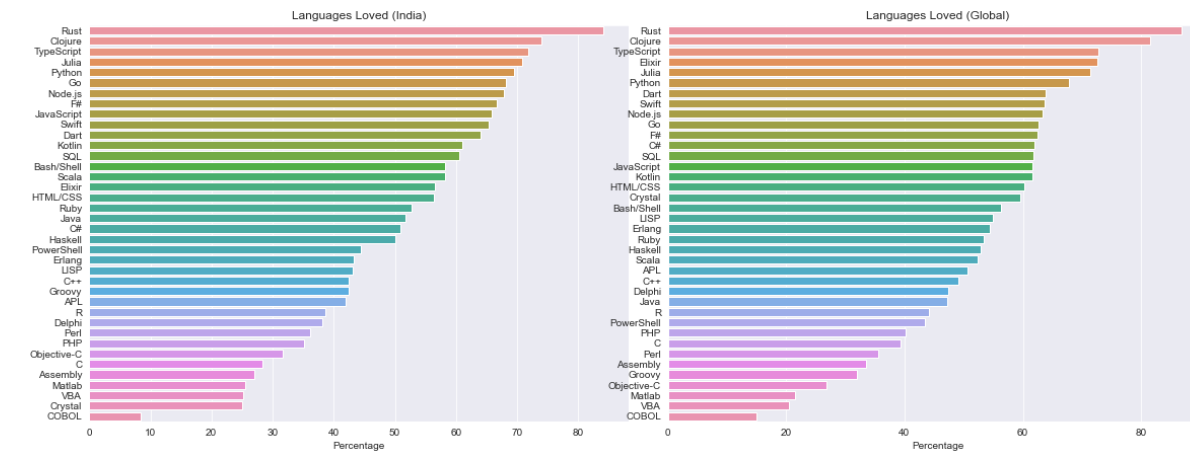 Languages Loved (India)
Rust
Clojure
TypeScript
Julia
Python
Go
Node.js
F#
JavaScript
Swift
Dart
Kotlin
SQL
Bash/Shell
Scala
Elixir
HTML/CSS
Ruby
Java
C#
Haskell
PowerShell
Erlang
LISP
C++
Groovy
APL
R
Delphi
Perl
PHP
Objective-C
C
Assembly
Matlab
VBA
Crystal
COBOL
0 10 20 30 40 50 60 70 80
Percentage
Languages Loved (Global)
Rust
Clojure
TypeScript
Elixir
Julia
Python
Dart
Swift
Node.js
Go
F#
C#
SQL
JavaScript
Kotlin
HTML/CSS
Crystal
Bash/Shell
LISP
Erlang
Ruby
Haskell
Scala
APL
C++
Delphi
Java
R
PowerShell
PHP
C
Perl
Assembly
Groovy
Objective-C
Matlab
VBA
COBOL
0 20 40 60 80
Percentage